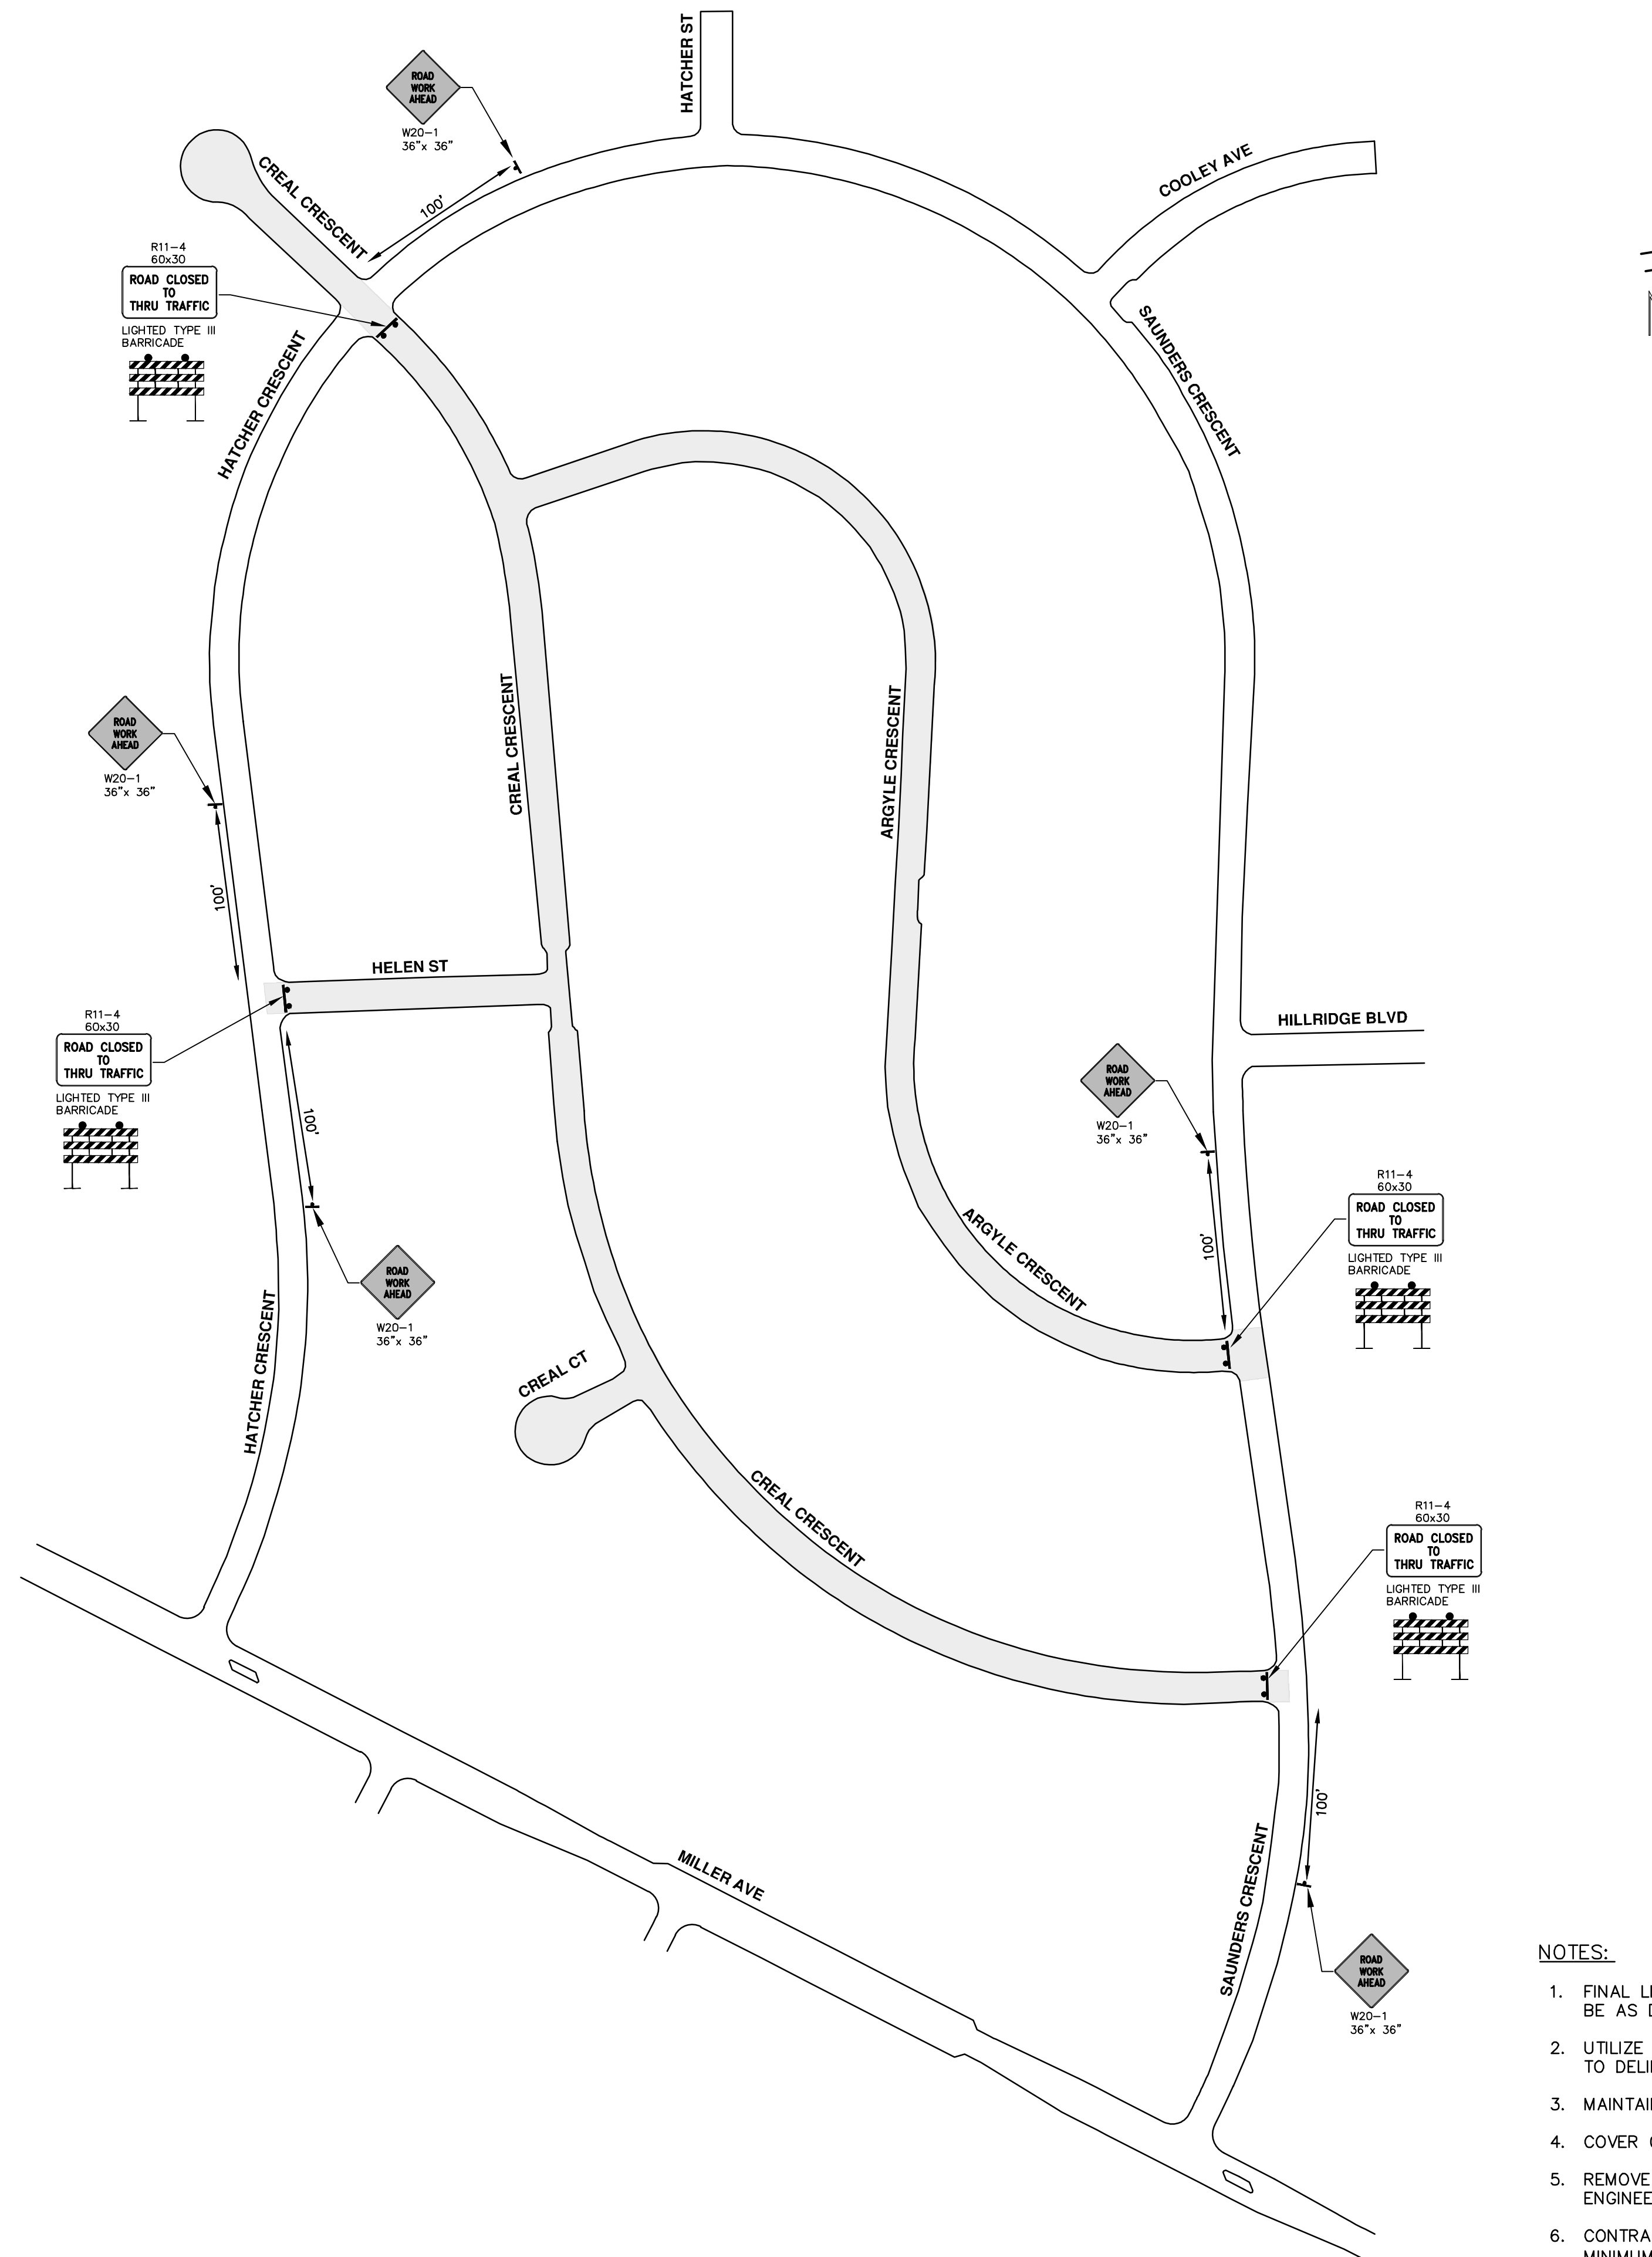 HATCHER ST
ROAD
WORK
AHEAD
W20-1
36"x 36"
CREAL CRESCENT
100'
COOLEY AVE
R11-4
60x30
ROAD CLOSED
TO
THRU TRAFFIC
LIGHTED TYPE III
BARRICADE
HATCHER CRESCENT
SAUNDERS CRESCENT
ROAD
WORK
AHEAD
W20-1
36"x 36"
CREAL CRESCENT
ARGYLE CRESCENT
100'
HELEN ST
R11-4
60x30
ROAD CLOSED
TO
THRU TRAFFIC
LIGHTED TYPE III
BARRICADE
100'
HILLRIDGE BLVD
ROAD
WORK
AHEAD
W20-1
36"x 36"
R11-4
60x30
ROAD CLOSED
TO
THRU TRAFFIC
LIGHTED TYPE III
BARRICADE
100'
ARGYLE CRESCENT
ROAD
WORK
AHEAD
W20-1
36"x 36"
HATCHER CRESCENT
CREAL CT
CREAL CRESCENT
R11-4
60x30
ROAD CLOSED
TO
THRU TRAFFIC
LIGHTED TYPE III
BARRICADE
100'
MILLER AVE
SAUNDERS CRESCENT
ROAD
WORK
AHEAD
W20-1
36"x 36"
NOTES:
1. FINAL
BE AS
2. UTILIZE
TO
3.
4. COVER
5. REMOVE
6.